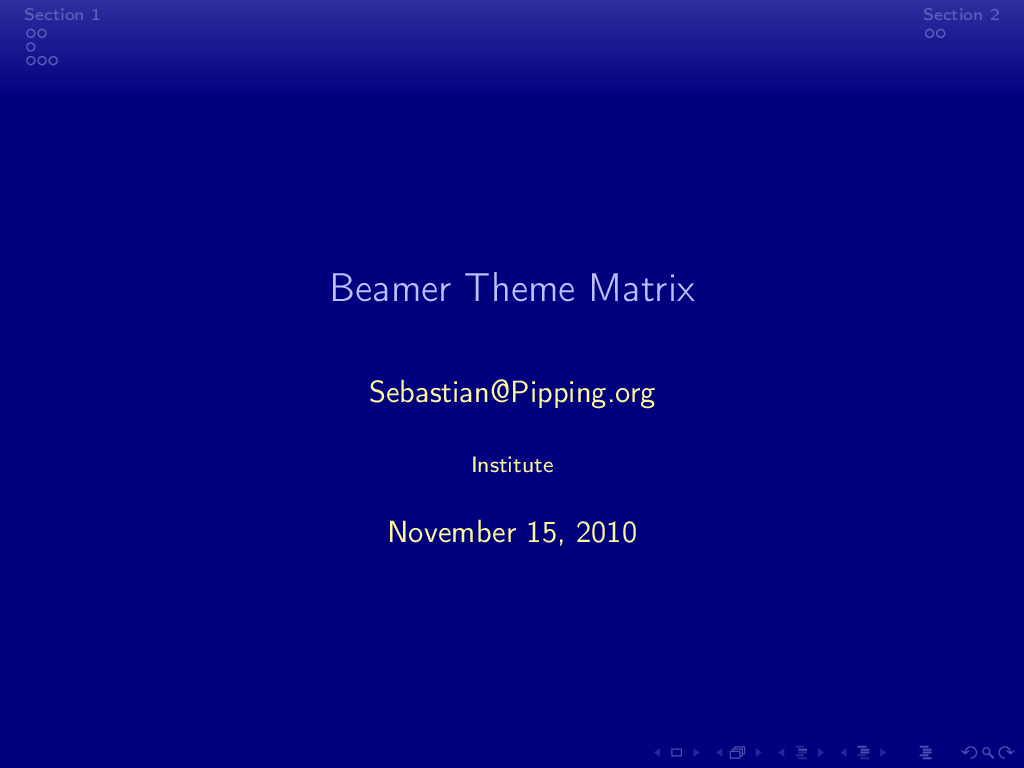 Section 1
Section 2
Beamer Theme Matrix
Sebastian@Pipping.org
Institute
November 15, 2010